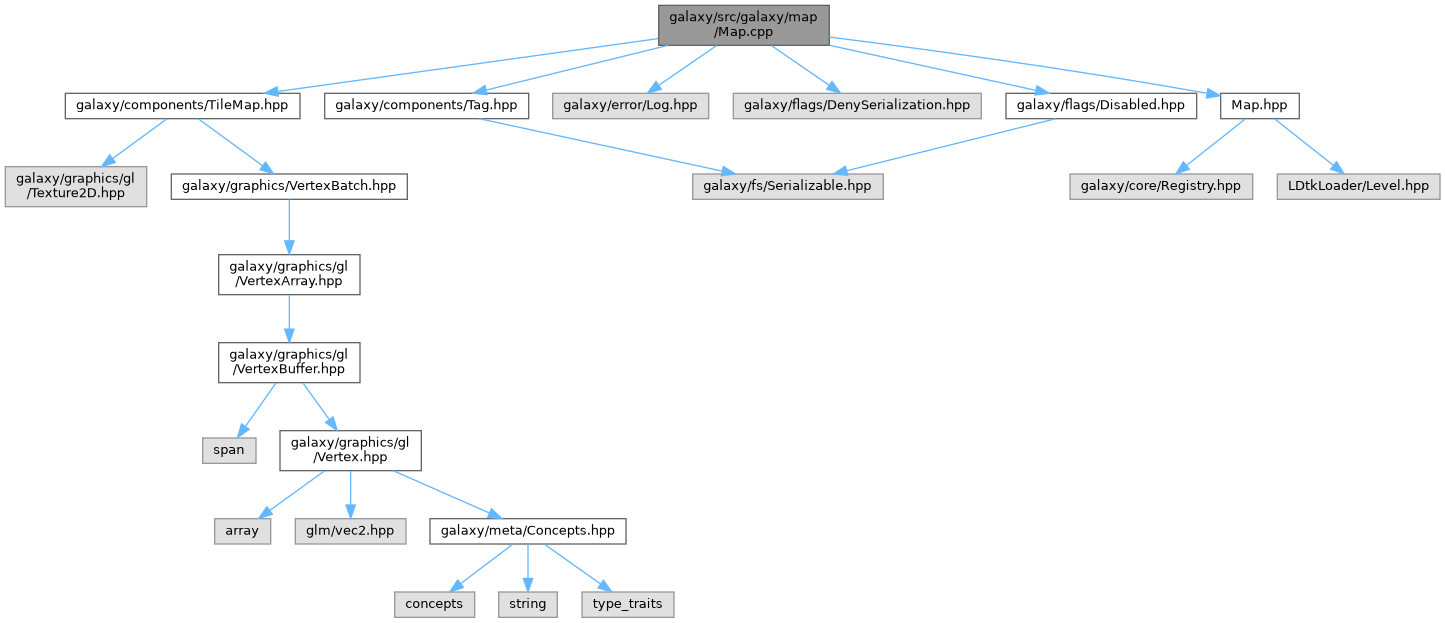 galaxy/src/galaxy/map
/Map.cpp
galaxy/components/TileMap.hpp
galaxy/components/Tag.hpp
galaxy/error/Log.hpp
galaxy/flags/DenySerialization.hpp
galaxy/flags/Disabled.hpp
Map.hpp
galaxy/graphics/gl
/Texture2D.hpp
galaxy/graphics/VertexBatch.hpp
galaxy/fs/Serializable.hpp
galaxy/core/Registry.hpp
LDtkLoader/Level.hpp
galaxy/graphics/gl
/VertexArray.hpp
galaxy/graphics/gl
/VertexBuffer.hpp
span
galaxy/graphics/gl
/Vertex.hpp
array
glm/vec2.hpp
galaxy/meta/Concepts.hpp
concepts
string
type_traits